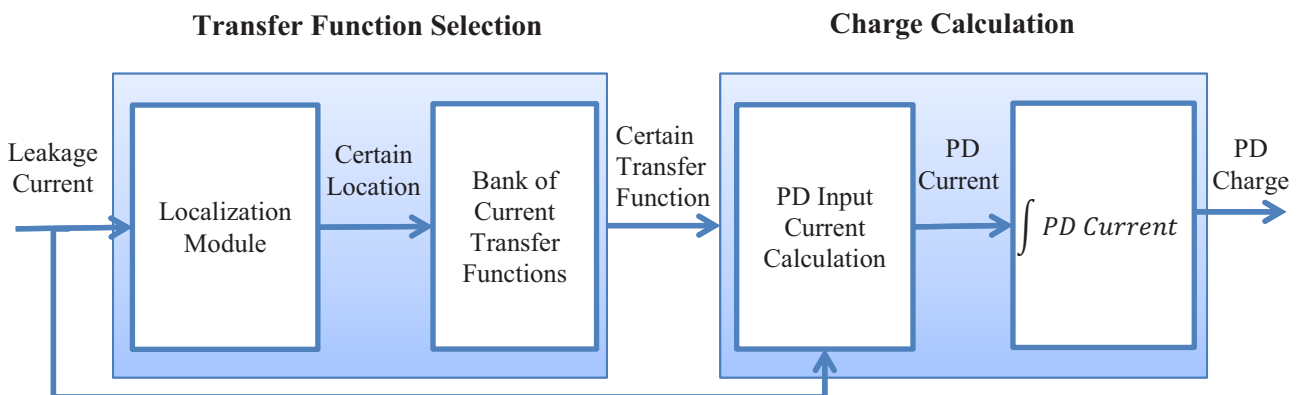 Transfer Function Selection
Charge Calculation
Leakage
Current
Localization
Module
Certain
Location
Bank of
Current
Transfer
Functions
Certain
Transfer
Function
PD Input
Current
Calculation
PD
Current
∫ PD Current
PD
Charge